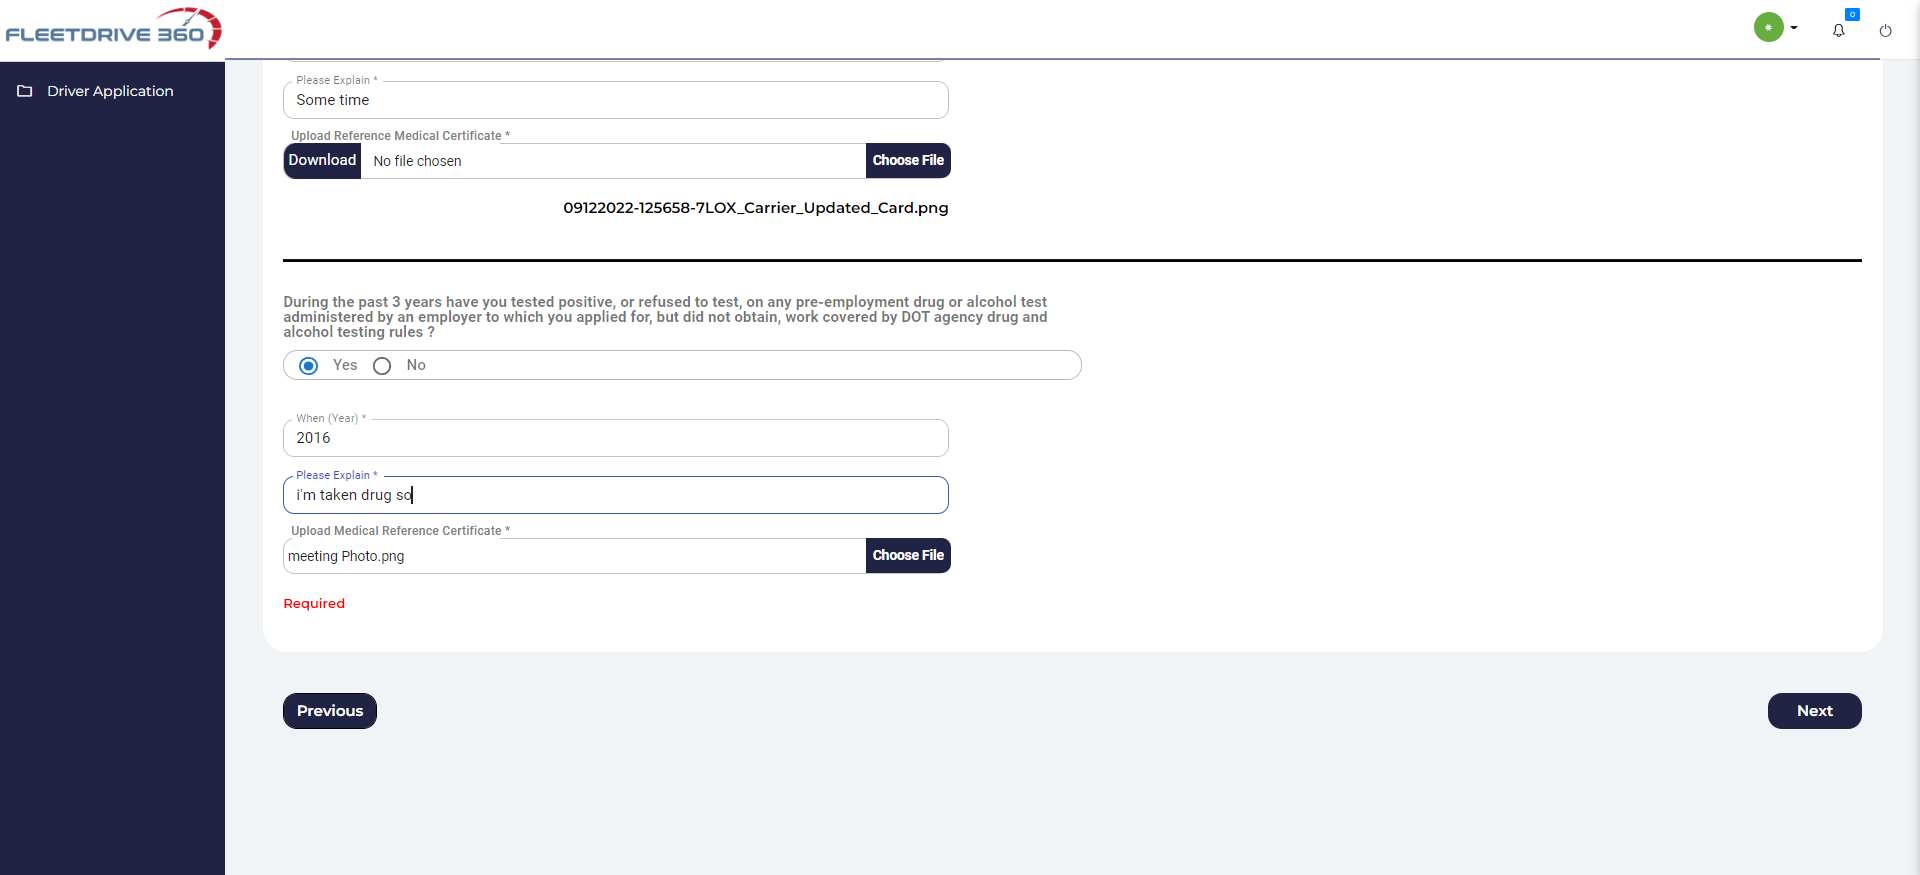 FLEETDRIVE 360
0
Driver Application
Please Explain *
Some time
Upload Reference Medical Certificate *
Download No file chosen Choose File
09122022-125658-7LOX_Carrier_Updated_Card.png
During the past 3 years have you tested positive, or refused to test, on any pre-employment drug or alcohol test
administered by an employer to which you applied for, but did not obtain, work covered by DOT agency drug and
alcohol testing rules ?
Yes No
When (Year) *
2016
Please Explain *
i'm taken drug so
Upload Medical Reference Certificate *
meeting Photo.png Choose File
Required
Previous Next